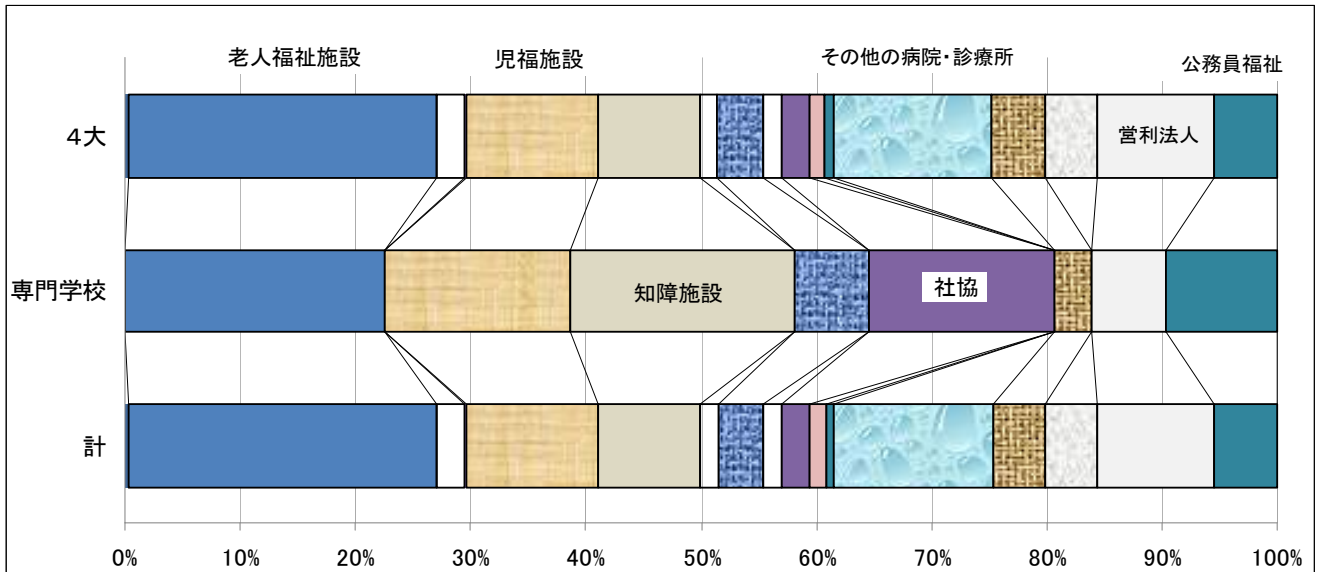 老人福祉施設
児福施設
その他の病院・診療所
公務員福祉
4大
営利法人
専門学校
知障施設
社協
計
0% 10% 20% 30% 40% 50% 60% 70% 80% 90% 100%